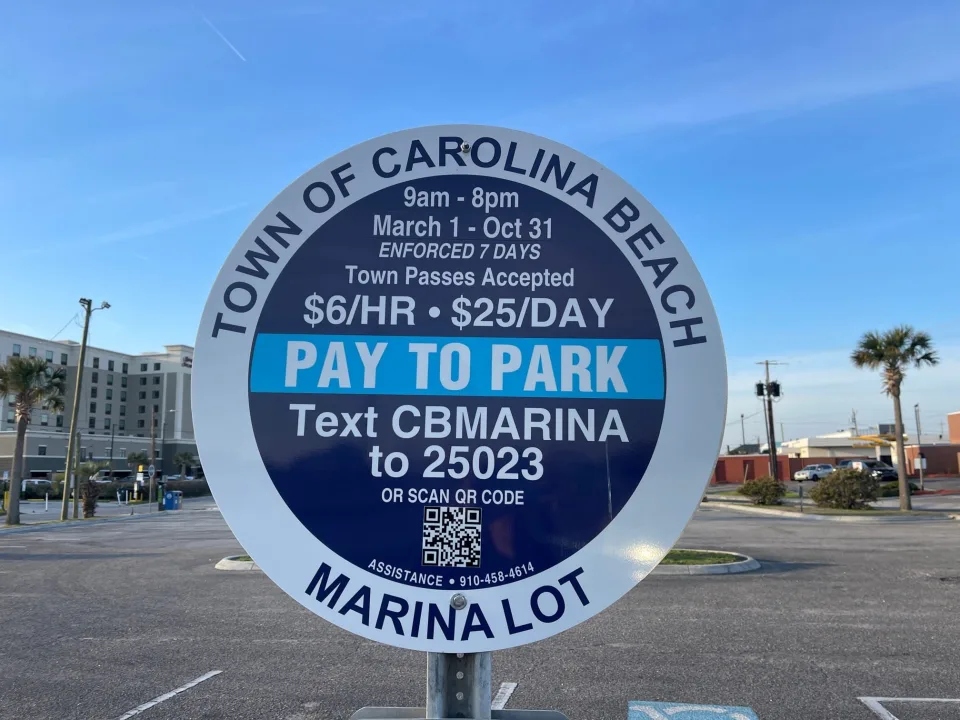 TOWN OF CAROLINA BEACH
9am - 8pm
March 1 - Oct 31
ENFORCED 7 DAYS
Town Passes Accepted
$6/HR • $25/DAY
PAY TO PARK
Text CBMARINA
to 25023
OR SCAN QR CODE
ASSISTANCE • 910-458-4614
MARINA LOT